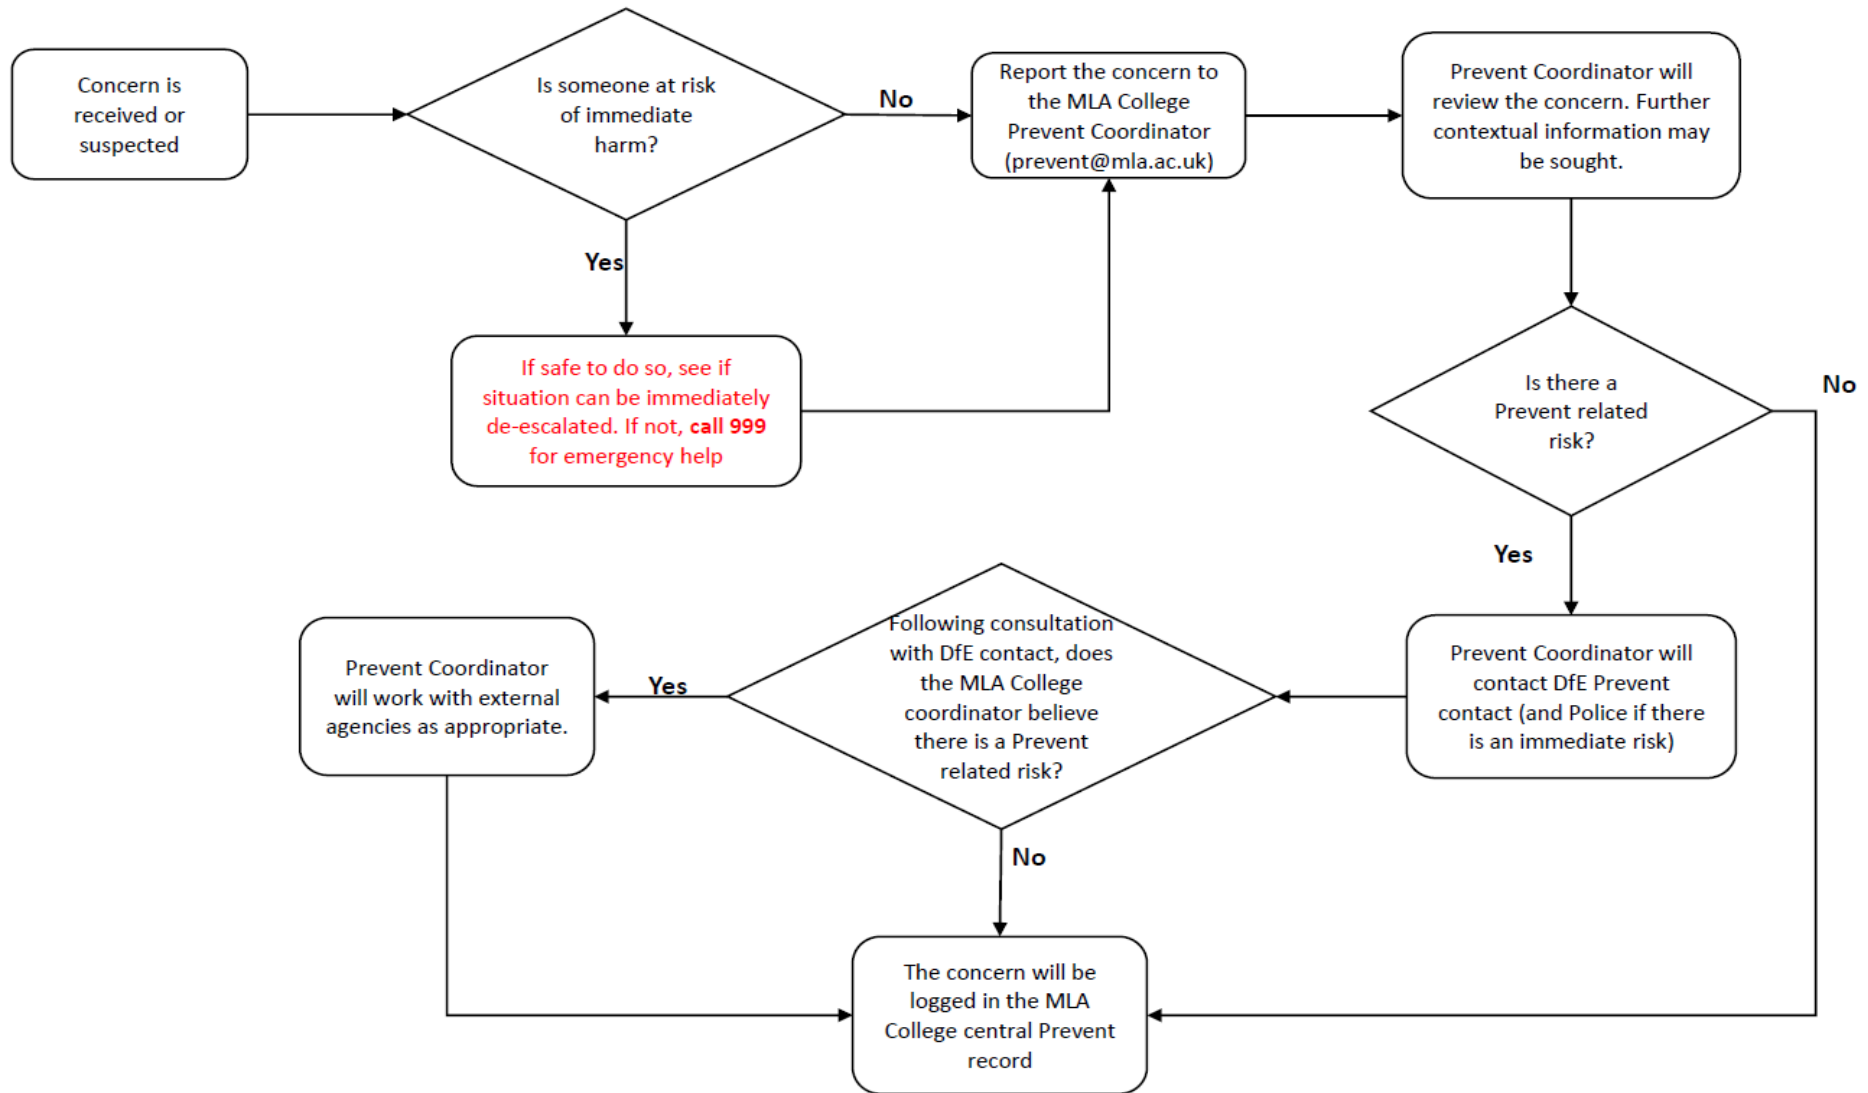 Concern is
received or
suspected
Is someone at risk
of immediate
harm?
No
Report the concern to
the MLA College
Prevent Coordinator
(prevent@mla.ac.uk)
Prevent Coordinator will
review the concern. Further
contextual information may
be sought.
Yes
If safe to do so, see if
situation can be immediately
de-escalated. If not, call 999
for emergency help
Is there a
Prevent related
risk?
No
Yes
Prevent Coordinator will
contact DfE Prevent
contact (and Police if there
is an immediate risk)
Following consultation
with DfE contact, does
the MLA College
coordinator believe
there is a Prevent
related risk?
Yes
Prevent Coordinator
will work with external
agencies as appropriate.
No
The concern will be
logged in the MLA
College central Prevent
record